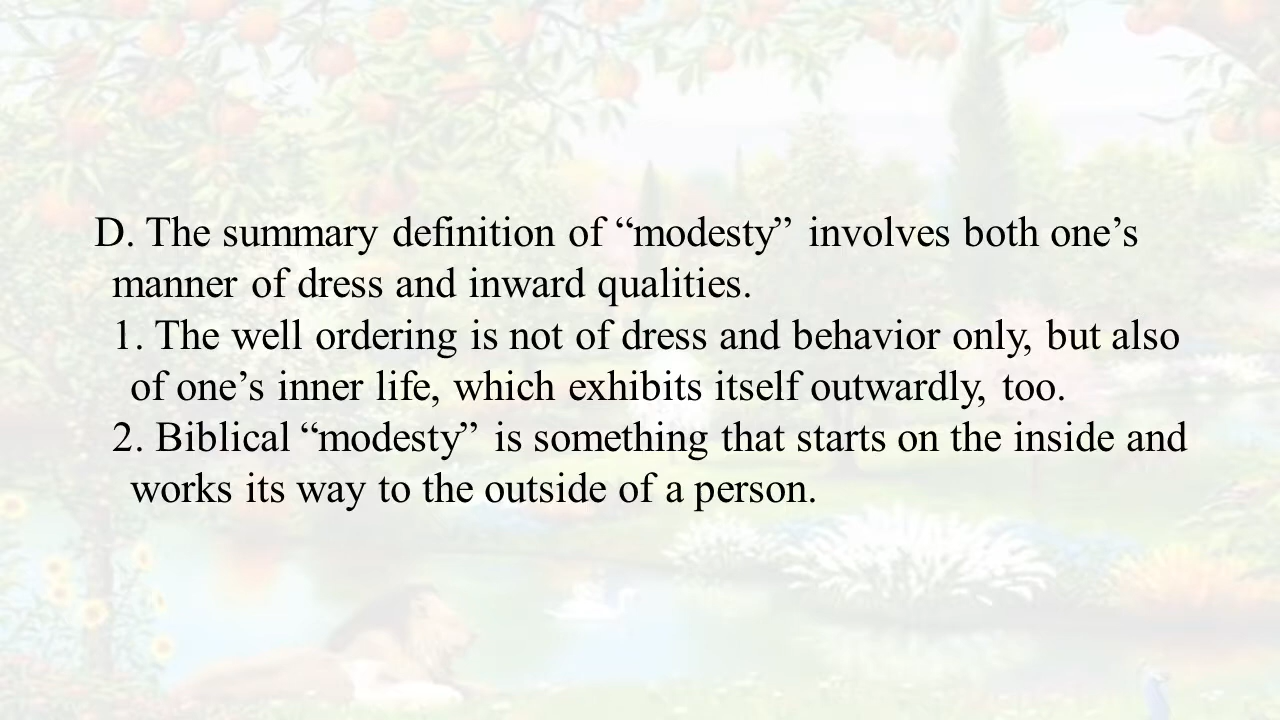 D. The summary definition of “modesty” involves both one’s
manner of dress and inward qualities.
1. The well ordering is not of dress and behavior only, but also
of one’s inner life, which exhibits itself outwardly, too.
2. Biblical “modesty” is something that starts on the inside and
works its way to the outside of a person.